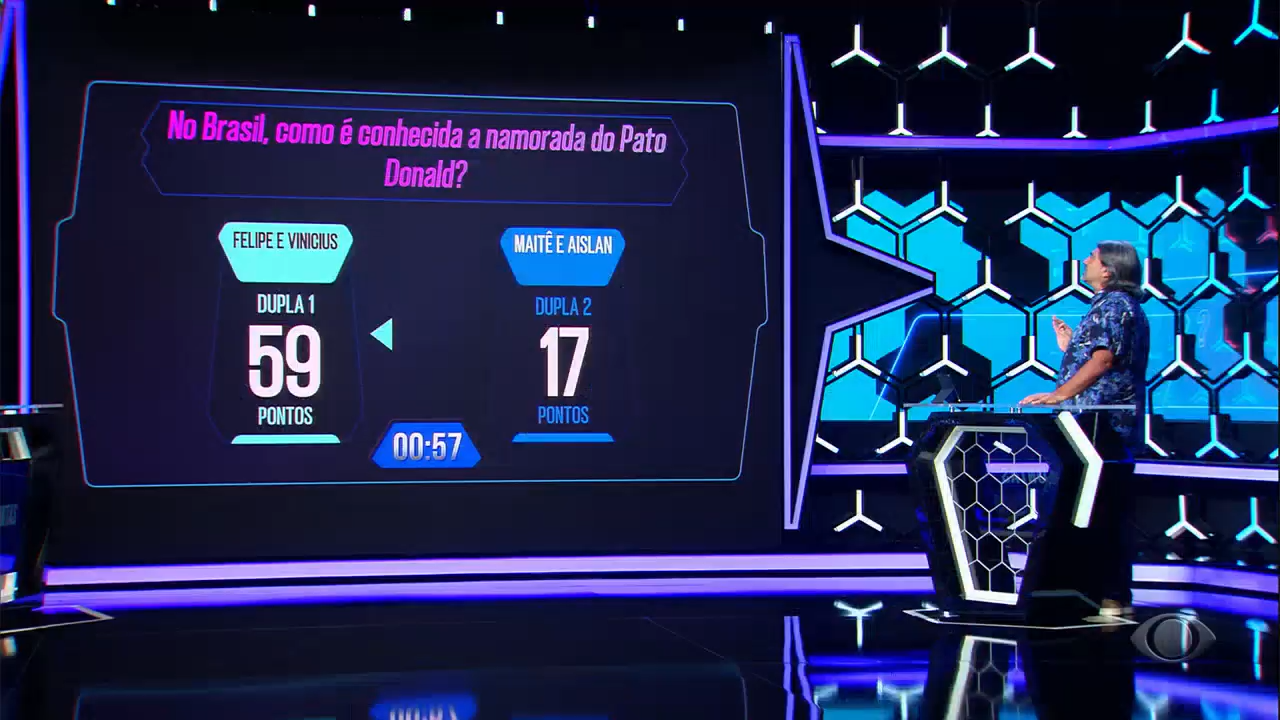 No Brasil, como é conhecida a namorada do Pato
Donald?
FELIPE E VINICIUS
MAITÊ E AISLAN
DUPLA 1
DUPLA 2
59
17
PONTOS
PONTOS
00:57